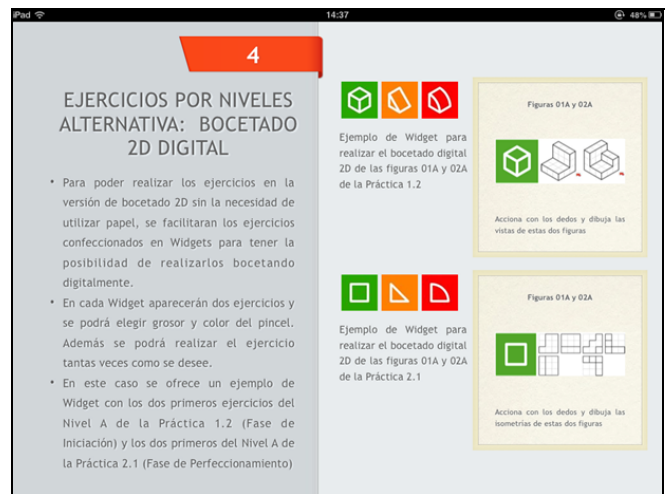 iPad
14:37
48%
4
EJERCICIOS POR NIVELES
ALTERNATIVA: BOCETADO
2D DIGITAL
• Para poder realizar los ejercicios en la
versión de bocetado 2D sin la necesidad de
utilizar papel, se facilitaran los ejercicios
confeccionados en Widgets para tener la
posibilidad de realizarlos bocetando
digitalmente.
• En cada Widget aparecerán dos ejercicios y
se podrá elegir grosor y color del pincel.
Además se podrá realizar el ejercicio
tantas veces como se desee.
• En este caso se ofrece un ejemplo de
Widget con los dos primeros ejercicios del
Nivel A de la Práctica 1.2 (Fase de
Iniciación) y los dos primeros del Nivel A de
la Práctica 2.1 (Fase de Perfeccionamiento)
Ejemplo de Widget para
realizar el bocetado digital
2D de las figuras 01A y 02A
de la Práctica 1.2
Figuras 01A y 02A
Acciona con los dedos y dibuja las
vistas de estas dos figuras
Ejemplo de Widget para
realizar el bocetado digital
2D de las figuras 01A y 02A
de la Práctica 2.1
Figuras 01A y 02A
Acciona con los dedos y dibuja las
isometrías de estas dos figuras